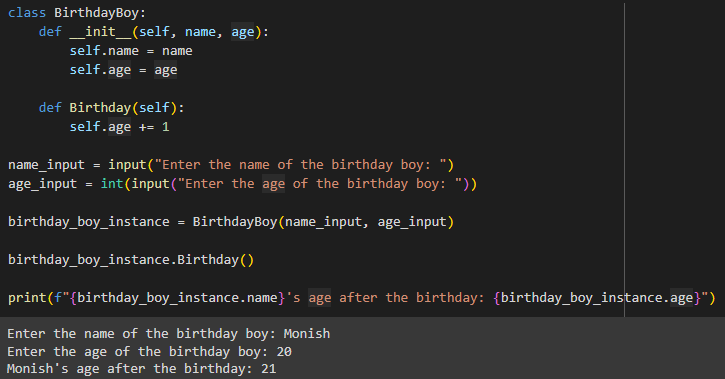 class BirthdayBoy:
    def __init__(self, name, age):
        self.name = name
        self.age = age
    def Birthday(self):
        self.age += 1
name_input = input("Enter the name of the birthday boy: ")
age_input = int(input("Enter the age of the birthday boy: "))
birthday_boy_instance = BirthdayBoy(name_input, age_input)
birthday_boy_instance.Birthday()
print(f"{birthday_boy_instance.name}'s age after the birthday: {birthday_boy_instance.age}")
Enter the name of the birthday boy: Monish
Enter the age of the birthday boy: 20
Monish's age after the birthday: 21